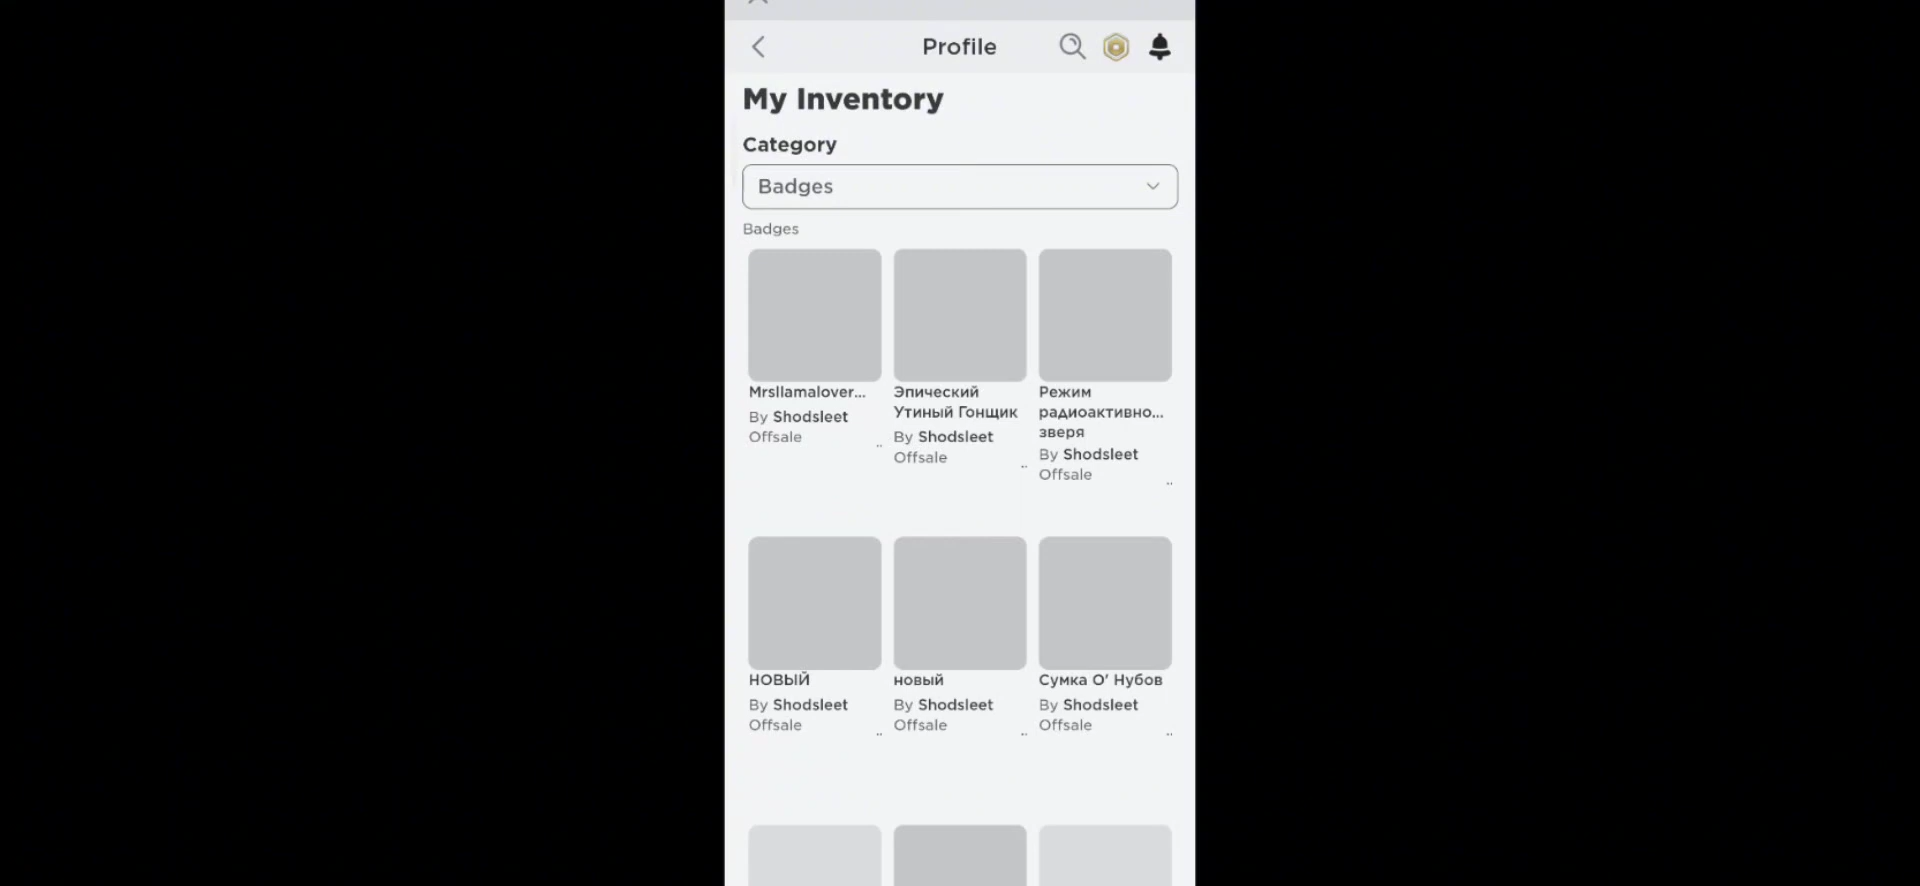 Profile
My Inventory
Category
Badges
Badges
Mrsllamalover...
By Shodsleet
Offsale
Эпический
Утиный Гонщик
By Shodsleet
Offsale
Режим
радиоактивно...
зверя
By Shodsleet
Offsale
НОВЫЙ
By Shodsleet
Offsale
новый
By Shodsleet
Offsale
Сумка О' Нубов
By Shodsleet
Offsale